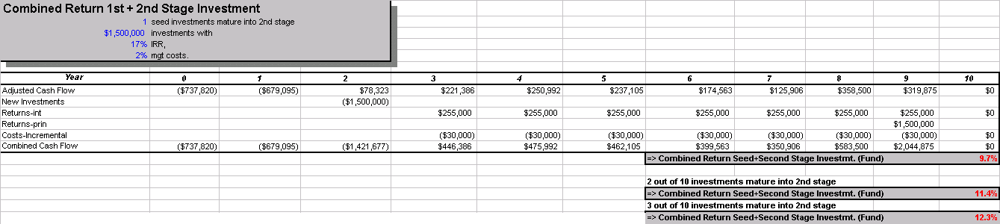 Combined Return 1st + 2nd Stage Investment
1 seed investments mature into 2nd stage
$1,500,000 investments with
17% IRR,
2% mgt costs.
Year 0 1 2 3 4 5 6 7 8 9 10
Adjusted Cash Flow ($737,820) ($679,095) $78,323 $221,386 $250,992 $237,105 $174,563 $125,906 $358,500 $319,875 $0
New Investments ($1,500,000)
Returns-int $255,000 $255,000 $255,000 $255,000 $255,000 $255,000 $255,000 $0
Returns-prin $1,500,000
Costs-Incremental ($30,000) ($30,000) ($30,000) ($30,000) ($30,000) ($30,000) ($30,000) $0
Combined Cash Flow ($737,820) ($679,095) ($1,421,677) $446,386 $475,992 $462,105 $399,563 $350,906 $583,500 $2,044,875 $0
=> Combined Return Seed+Second Stage Investmt. (Fund) 9.7%
2 out of 10 investments mature into 2nd stage
=> Combined Return Seed+Second Stage Investmt. (Fund) 11.4%
3 out of 10 investments mature into 2nd stage
=> Combined Return Seed+Second Stage Investmt. (Fund) 12.3%